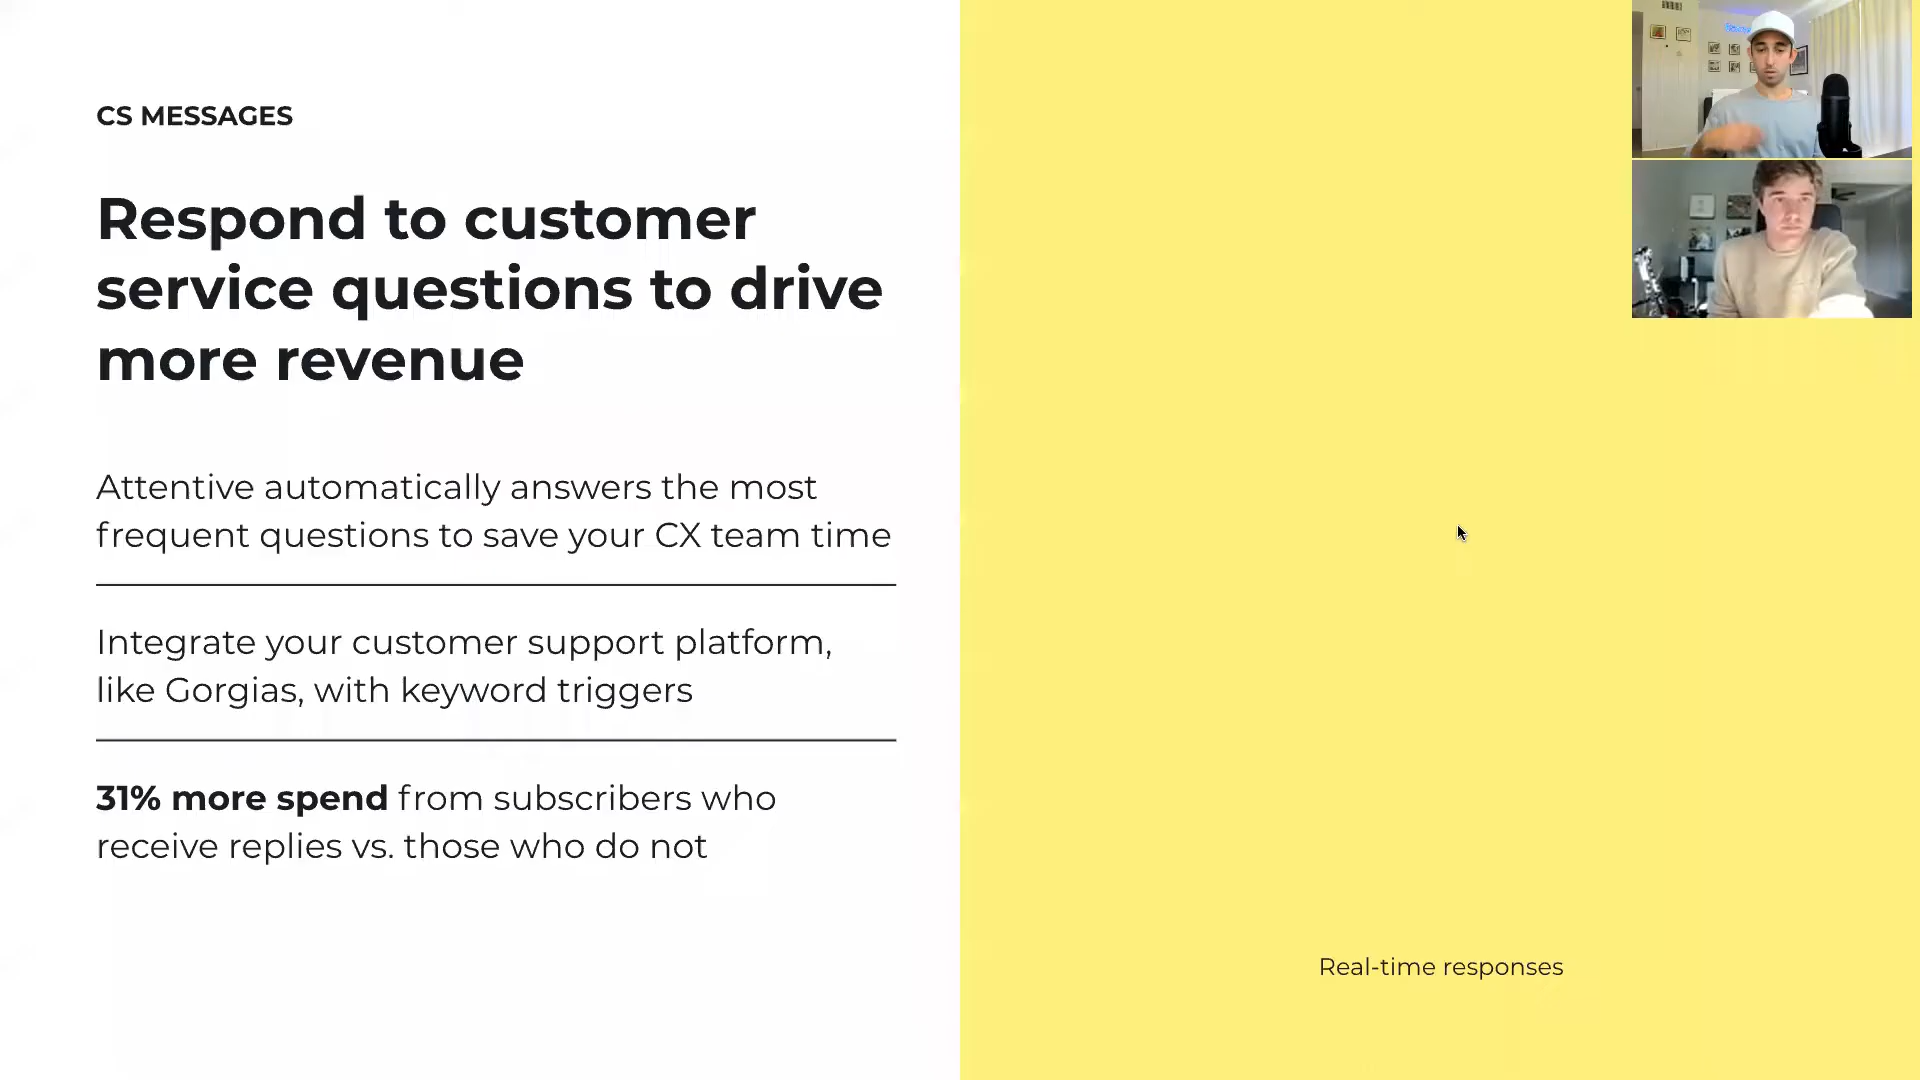 CS MESSAGES
Respond to customer
service questions to drive
more revenue
Attentive automatically answers the most
frequent questions to save your CX team time
Integrate your customer support platform,
like Gorgias, with keyword triggers
31% more spend from subscribers who
receive replies vs. those who do not
Real-time responses